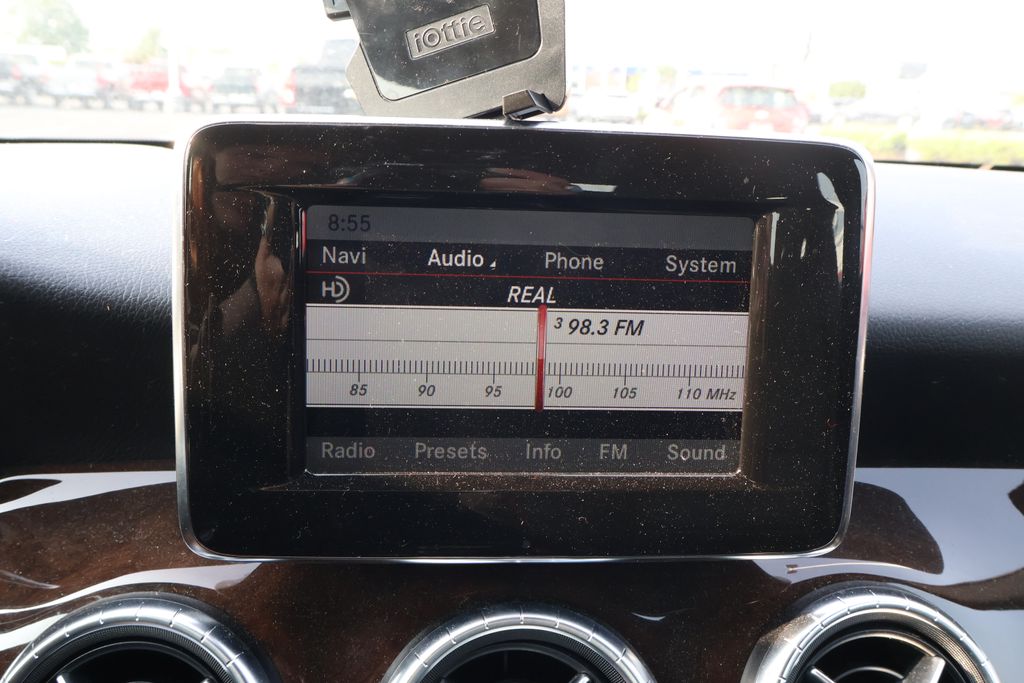 iOttie
8:55
Navi Audio Phone System
HD REAL
3 98.3 FM
85 90 95 100 105 110 MHz
Radio Presets Info FM Sound